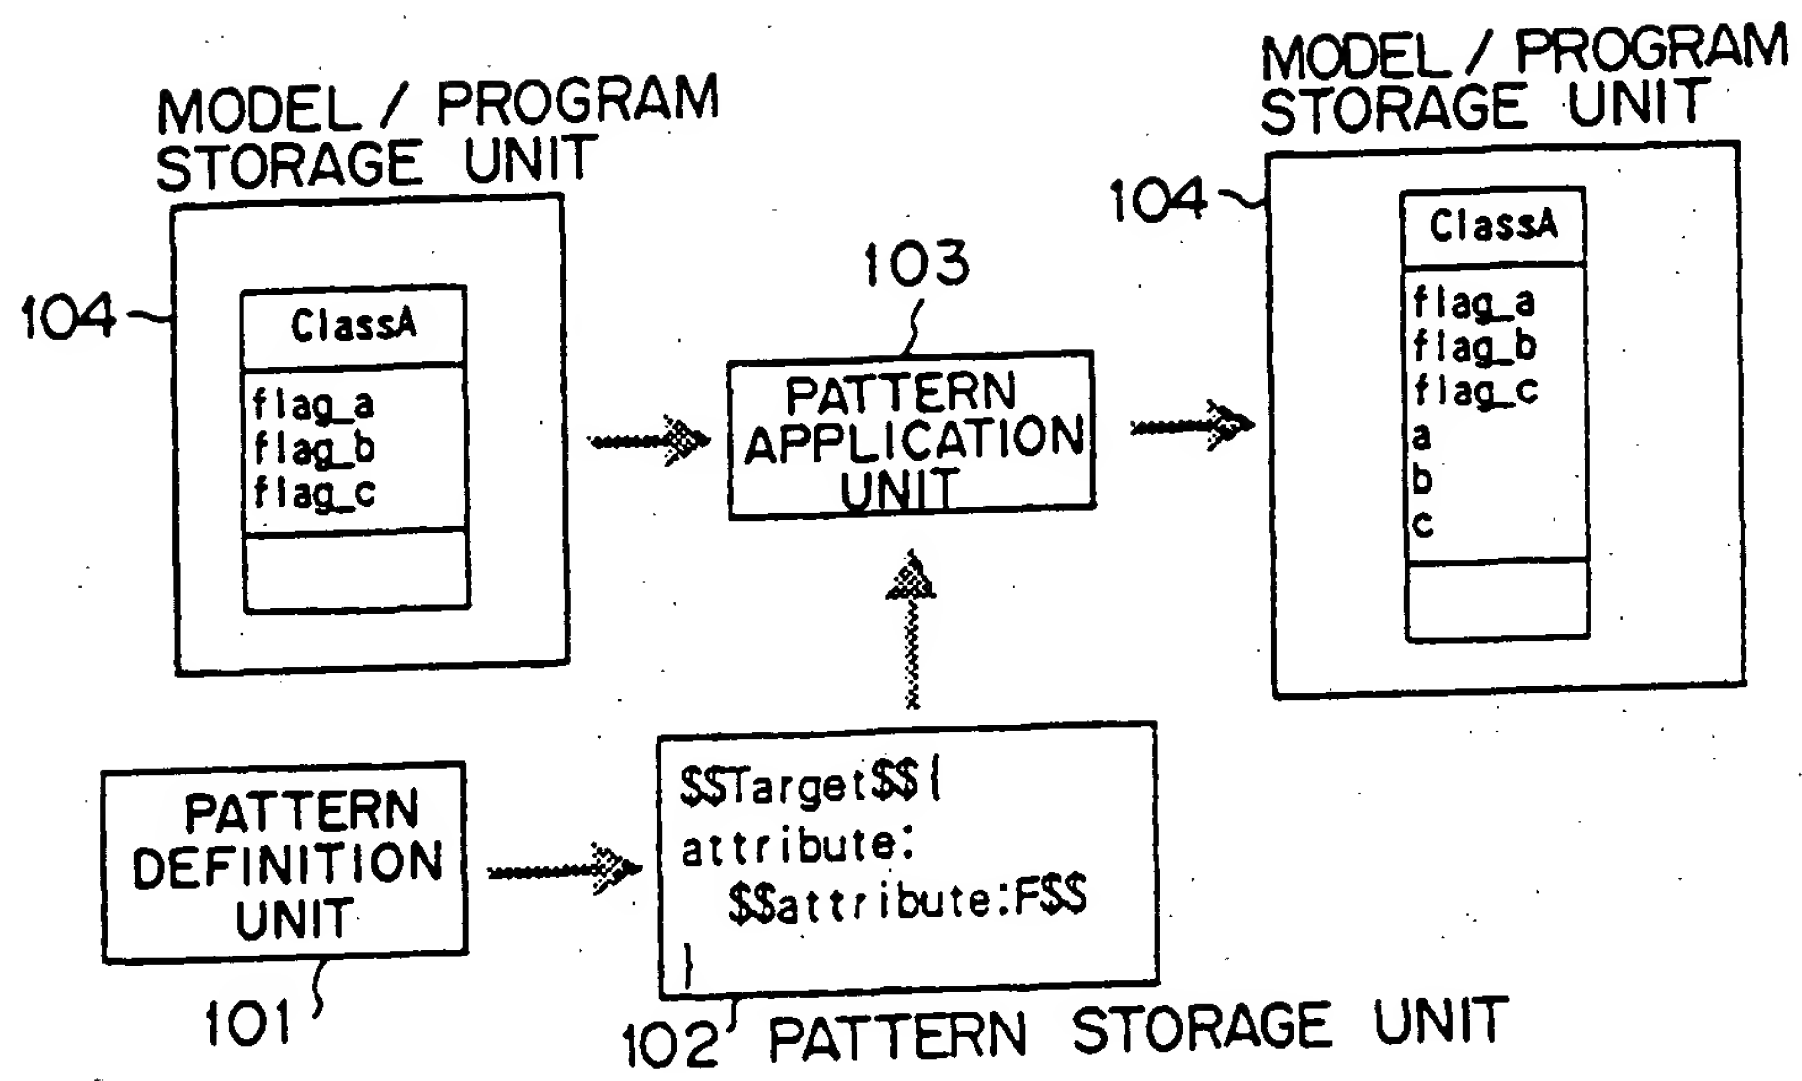 MODEL / PROGRAM
STORAGE UNIT
104
ClassA
flag_a
flag_b
flag_c
103
PATTERN
APPLICATION
UNIT
MODEL / PROGRAM
STORAGE UNIT
104
ClassA
flag_a
flag_b
flag_c
a
b
c
PATTERN
DEFINITION
UNIT
101
$$Target$$ {
attribute:
$$attribute:F$$
}
102 PATTERN STORAGE UNIT